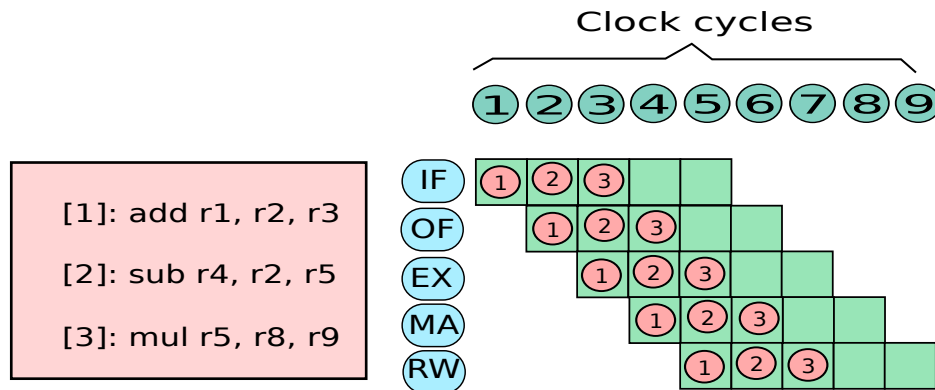 Clock cycles
1 2 3 4 5 6 7 8 9
[1]: add r1, r2, r3
[2]: sub r4, r2, r5
[3]: mul r5, r8, r9
IF 1 2 3
OF 1 2 3
EX 1 2 3
MA 1 2 3
RW 1 2 3